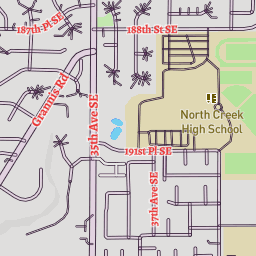 187th Pl SE
188th St SE
Grannis Rd
35th Ave SE
North Creek
High School
191st Pl SE
37th Ave SE